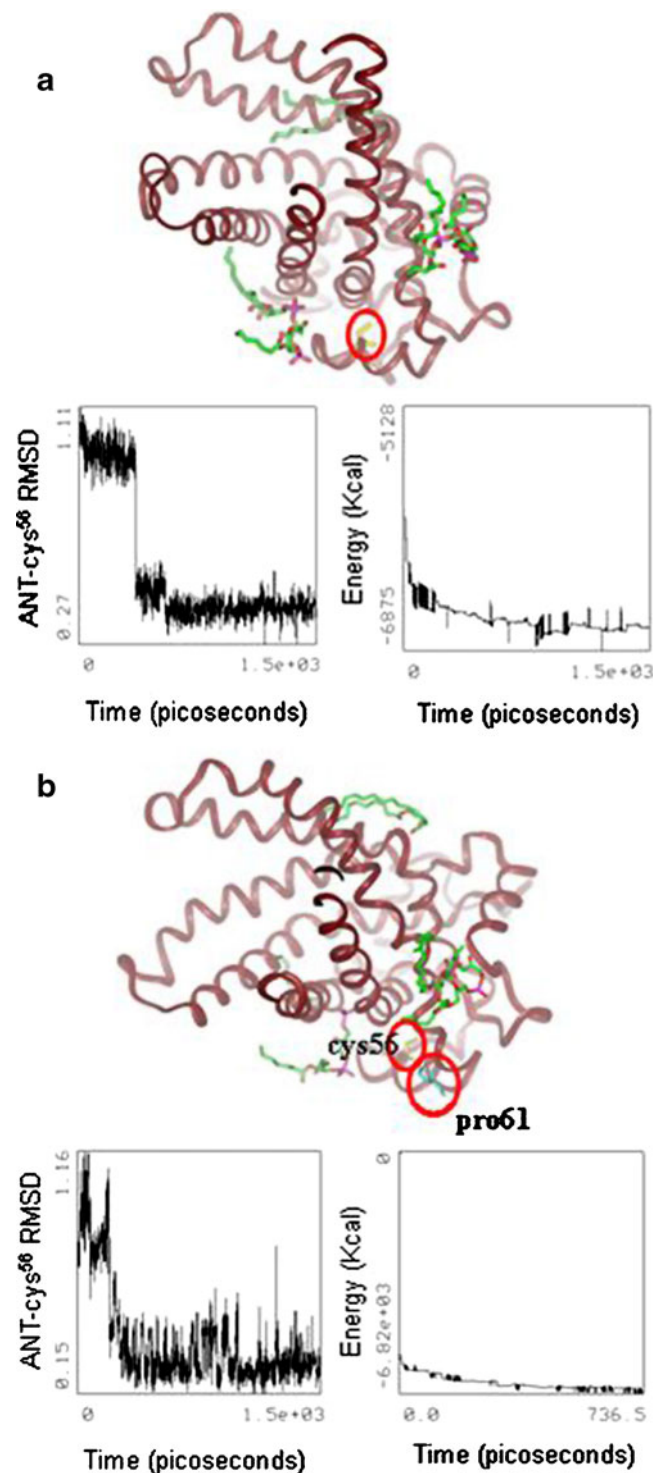 a
ANT-cys⁵⁶ RMSD
1.11
0.27
0
1.5e+03
Time (picoseconds)
Energy (Kcal)
-5128
-6875
0
1.5e+03
Time (picoseconds)
b
cys56
pro61
ANT-cys⁵⁶ RMSD
1.16
0.15
0
1.5e+03
Time (picoseconds)
Energy (Kcal)
0
-6.82e+03
0.0
736.5
Time (picoseconds)